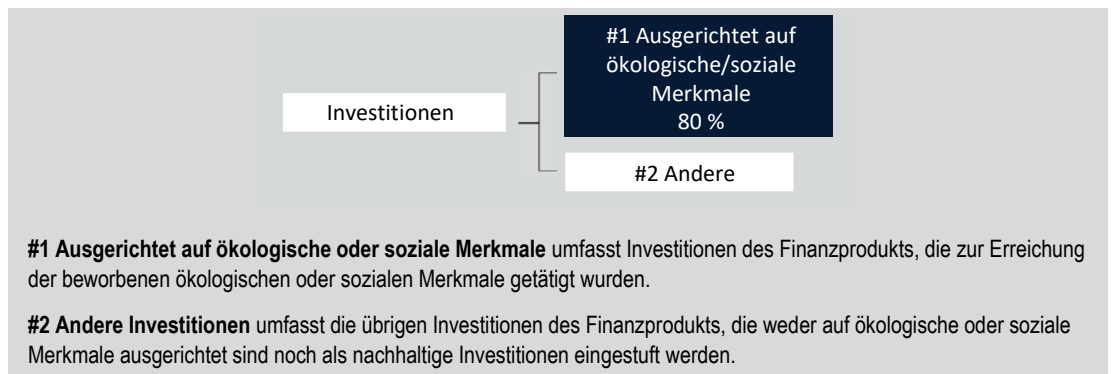 #1 Ausgerichtet auf
ökologische/soziale
Merkmale
80 %
Investitionen
#2 Andere
#1 Ausgerichtet auf ökologische oder soziale Merkmale umfasst Investitionen des Finanzprodukts, die zur Erreichung
der beworbenen ökologischen oder sozialen Merkmale getätigt wurden.
#2 Andere Investitionen umfasst die übrigen Investitionen des Finanzprodukts, die weder auf ökologische oder soziale
Merkmale ausgerichtet sind noch als nachhaltige Investitionen eingestuft werden.